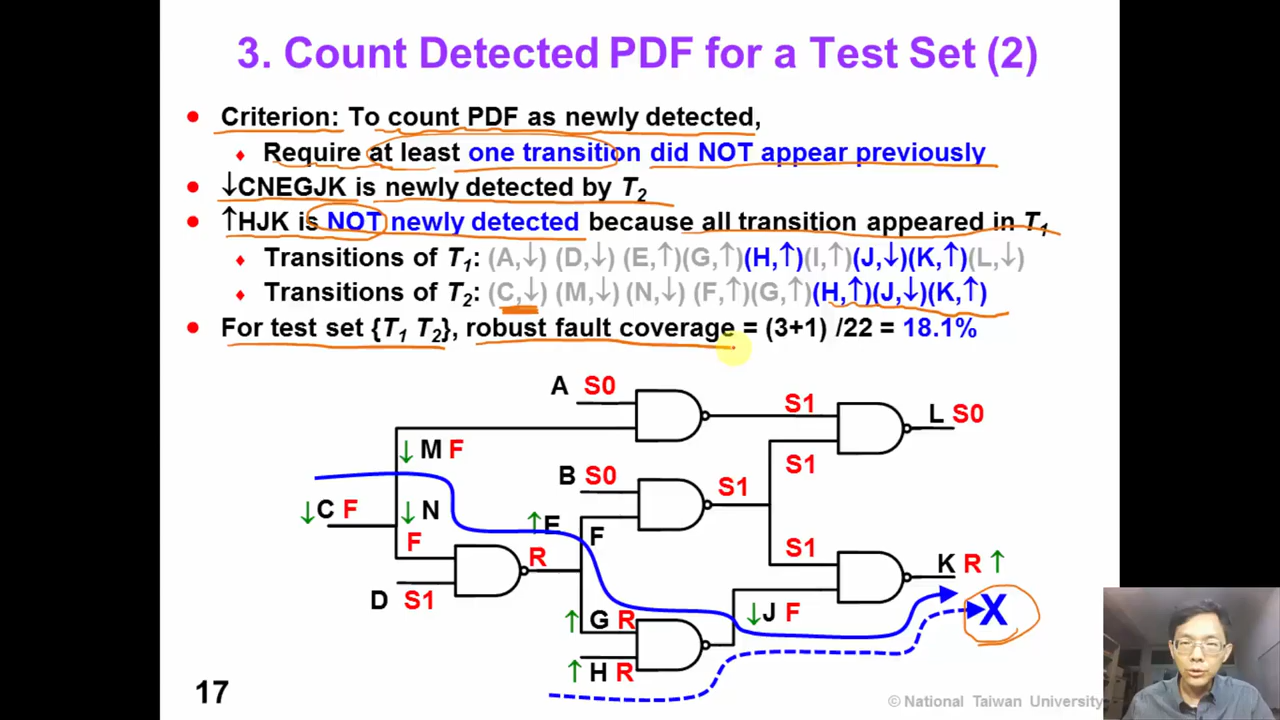 3. Count Detected PDF for a Test Set (2)
• Criterion: To count PDF as newly detected,
♦ Require at least one transition did NOT appear previously
• ↓CNEGJK is newly detected by T2
• ↑HJK is NOT newly detected because all transition appeared in T1
♦ Transitions of T1: (A,↓) (D,↓) (E,↑)(G,↑)(H,↑)(I,↑)(J,↓)(K,↑)(L,↓)
♦ Transitions of T2: (C,↓) (M,↓) (N,↓) (F,↑)(G,↑)(H,↑)(J,↓)(K,↑)
• For test set {T1 T2}, robust fault coverage = (3+1) /22 = 18.1%
A S0
S1
L S0
↓ M F
S1
B S0
S1
↓C F
↓ N
↑E
F
F
R
S1
K R ↑
D S1
X
↑ G R
↓J F
↑ H R
17
© National Taiwan University